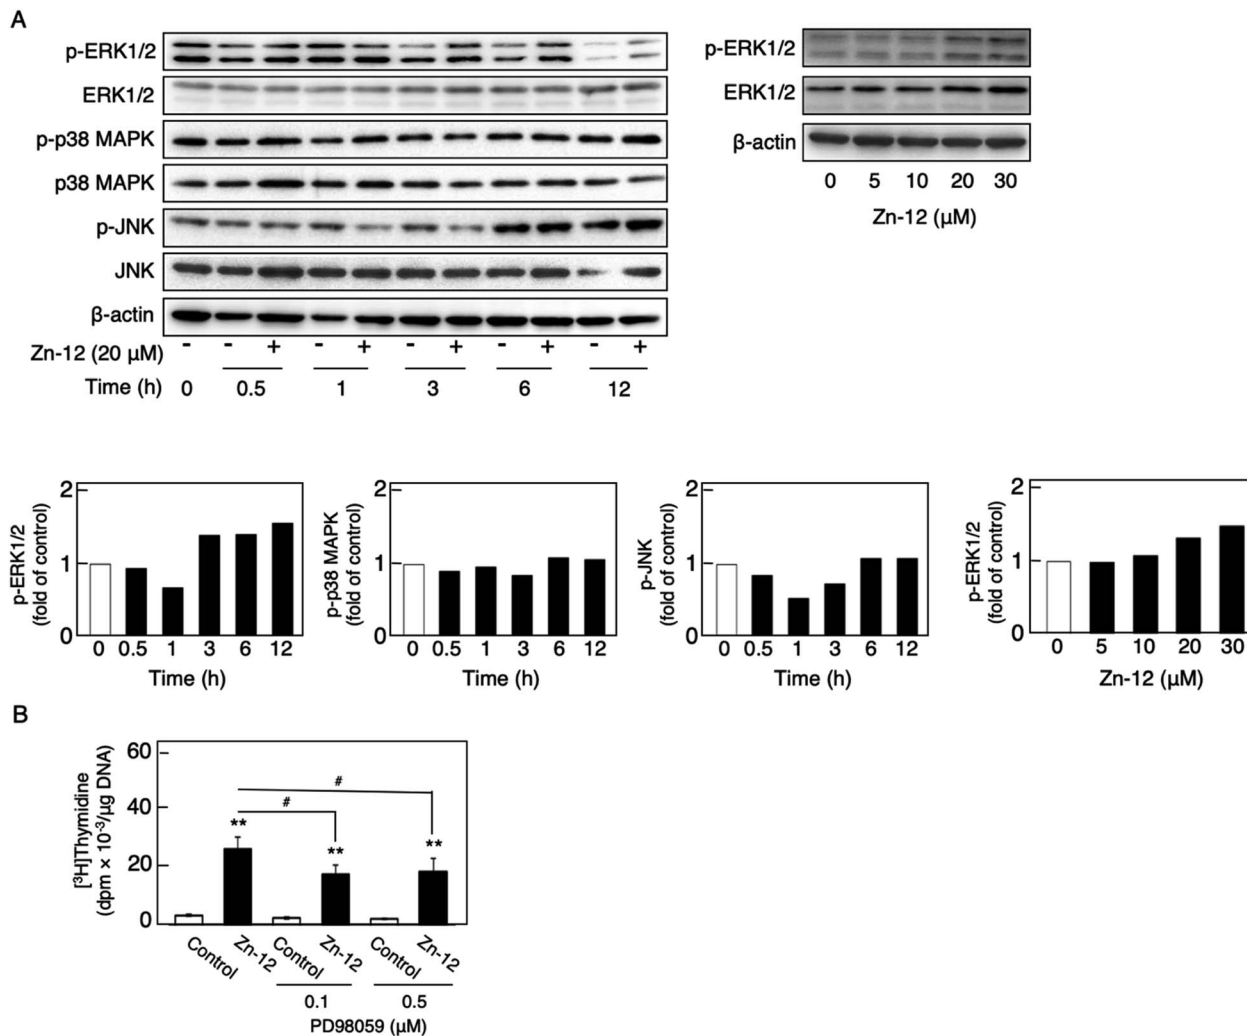 A
p-ERK1/2
ERK1/2
p-p38 MAPK
p38 MAPK
p-JNK
JNK
β-actin
Zn-12 (20 μM) - - + - + - + - + - +
Time (h) 0 0.5 1 3 6 12
p-ERK1/2
ERK1/2
β-actin
0 5 10 20 30
Zn-12 (μM)
p-ERK1/2
(fold of control)
2
1
0
0 0.5 1 3 6 12
Time (h)
p-p38 MAPK
(fold of control)
2
1
0
0 0.5 1 3 6 12
Time (h)
p-JNK
(fold of control)
2
1
0
0 0.5 1 3 6 12
Time (h)
p-ERK1/2
(fold of control)
2
1
0
0 5 10 20 30
Zn-12 (μM)
B
[³H]Thymidine
(dpm × 10⁻³/μg DNA)
60
40
20
0
#
#
** ** **
Control Zn-12 Control Zn-12 Control Zn-12
0.1 0.5
PD98059 (μM)